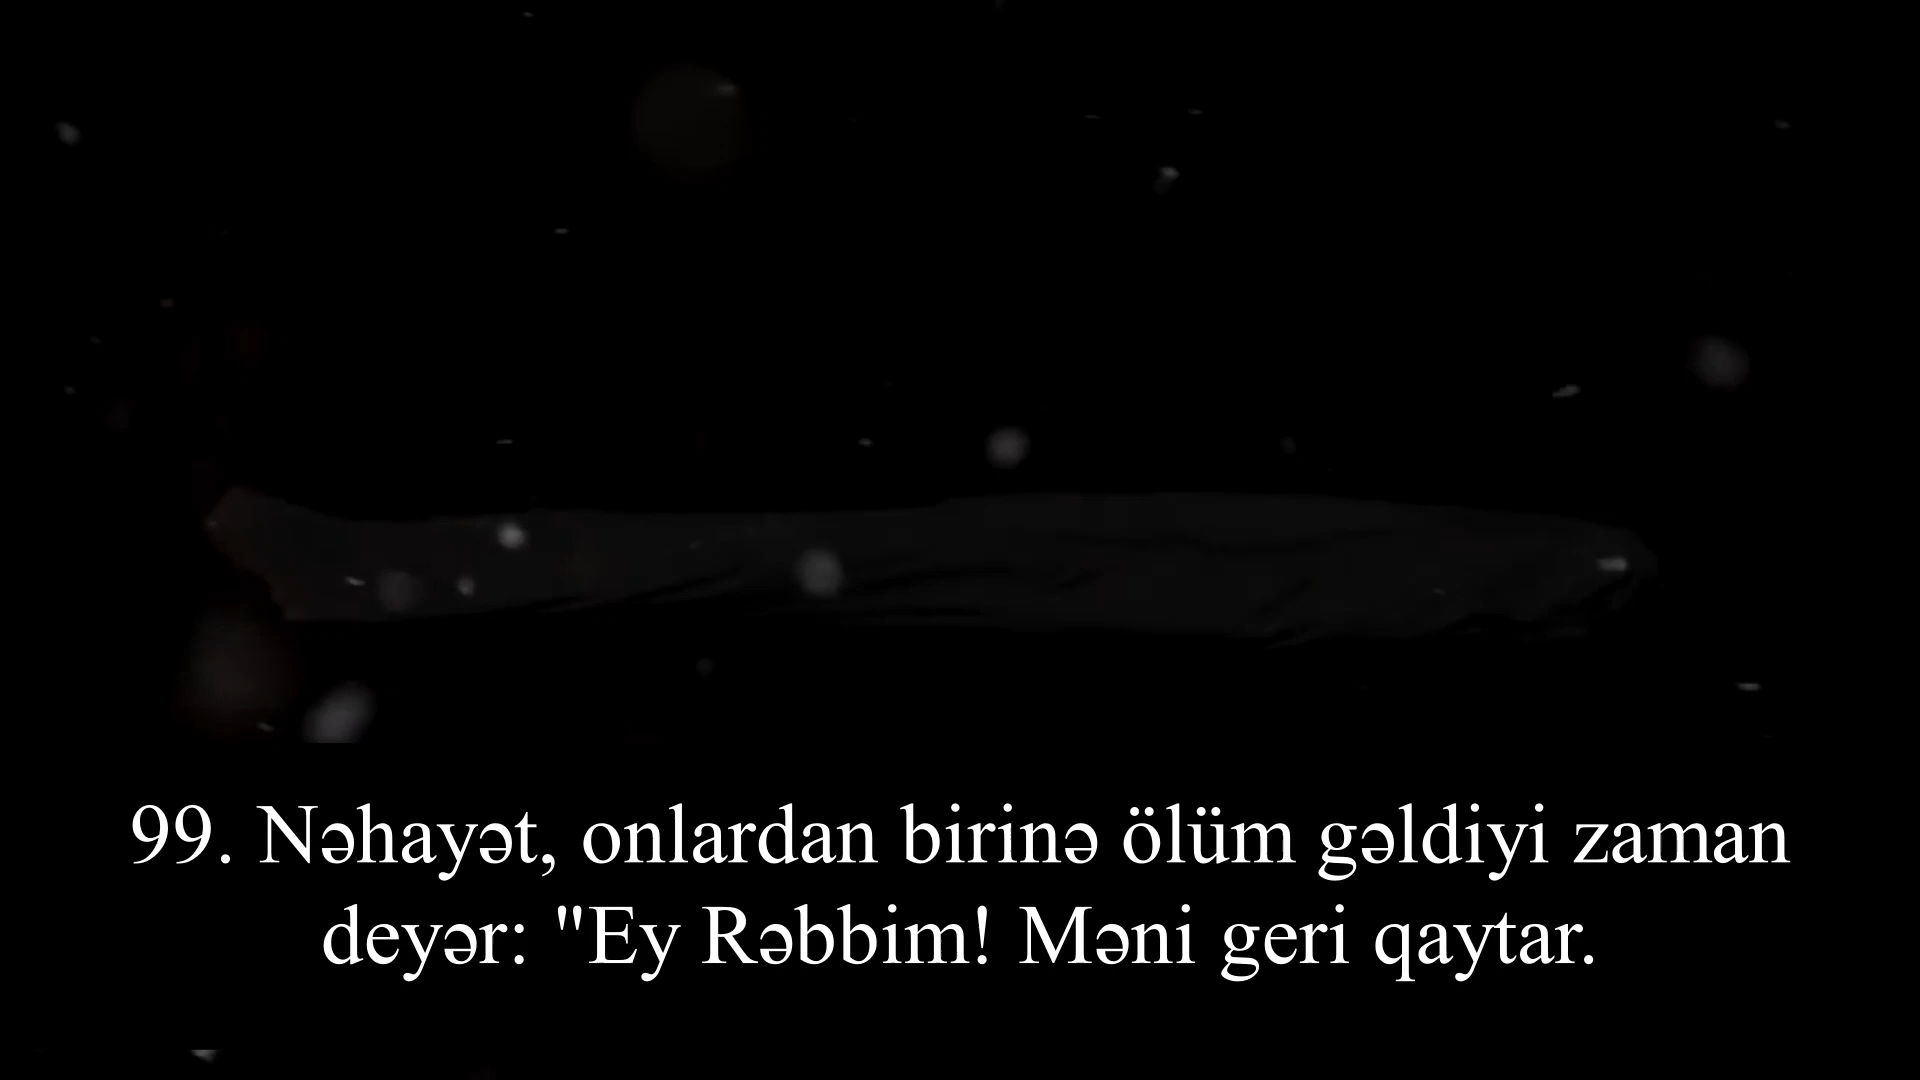 99. Nəhayət, onlardan birinə ölüm gəldiyi zaman
deyər: "Ey Rəbbim! Məni geri qaytar.